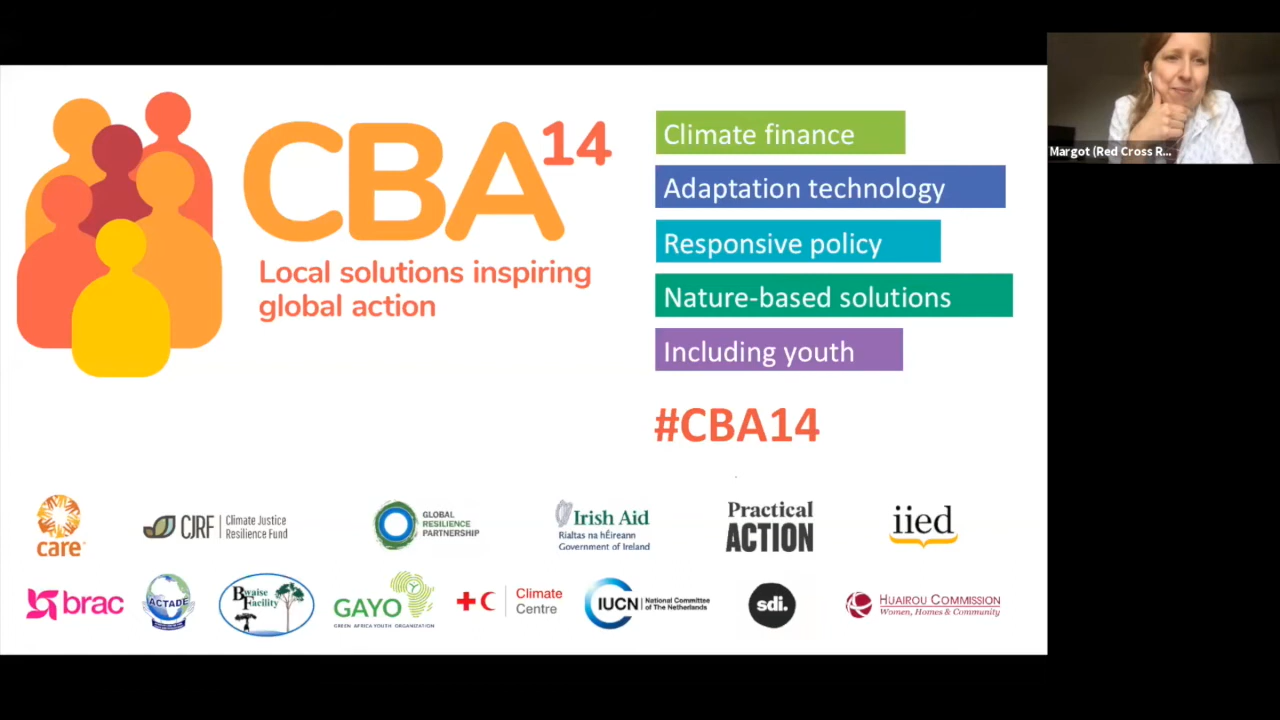 CBA14
Local solutions inspiring
global action
Climate finance
Adaptation technology
Responsive policy
Nature-based solutions
Including youth
#CBA14
Margot (Red Cross R...
care
CJRF
Climate Justice
Resilience Fund
GLOBAL
RESILIENCE
PARTNERSHIP
Irish Aid
Rialtas na hÉireann
Government of Ireland
Practical
ACTION
iied
brac
ACTADE
Bwaise
Facility
GAYO
GREEN AFRICA YOUTH ORGANIZATION
Climate
Centre
IUCN
National Committee
of The Netherlands
sdi.
HUAIROU COMMISSION
Women, Homes & Community